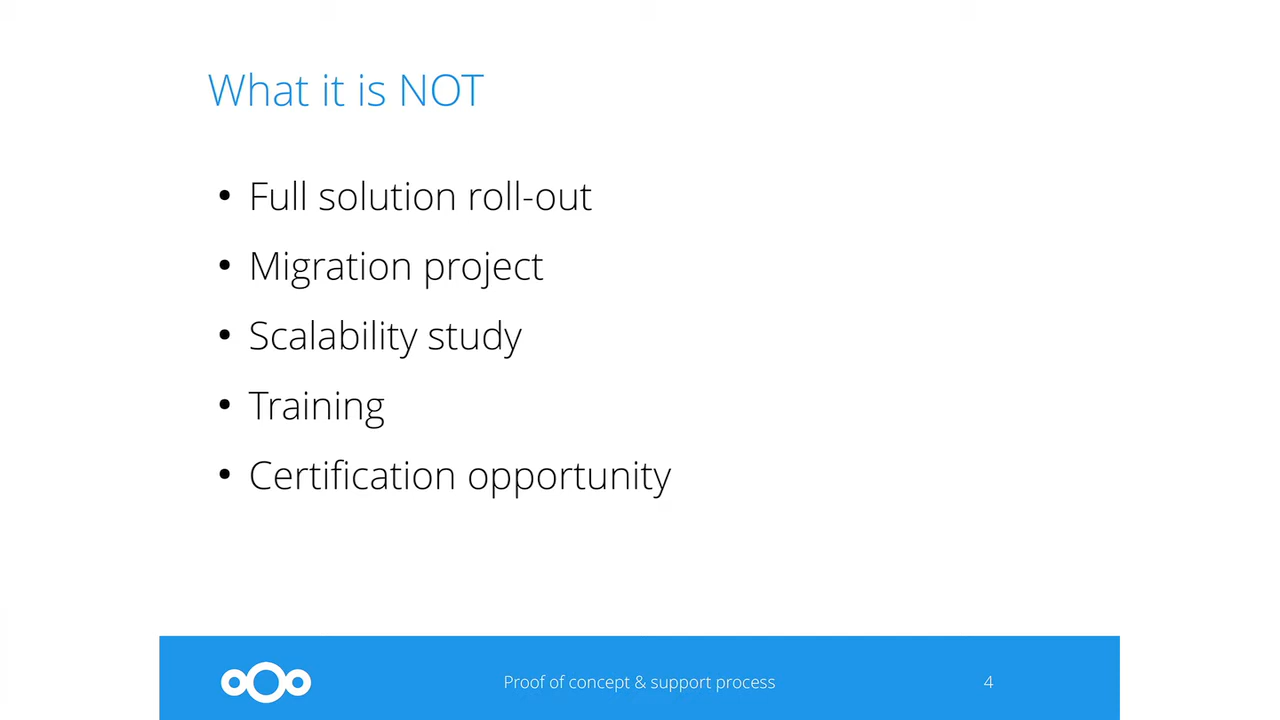 What it is NOT
• Full solution roll-out
• Migration project
• Scalability study
• Training
• Certification opportunity
Proof of concept & support process
4